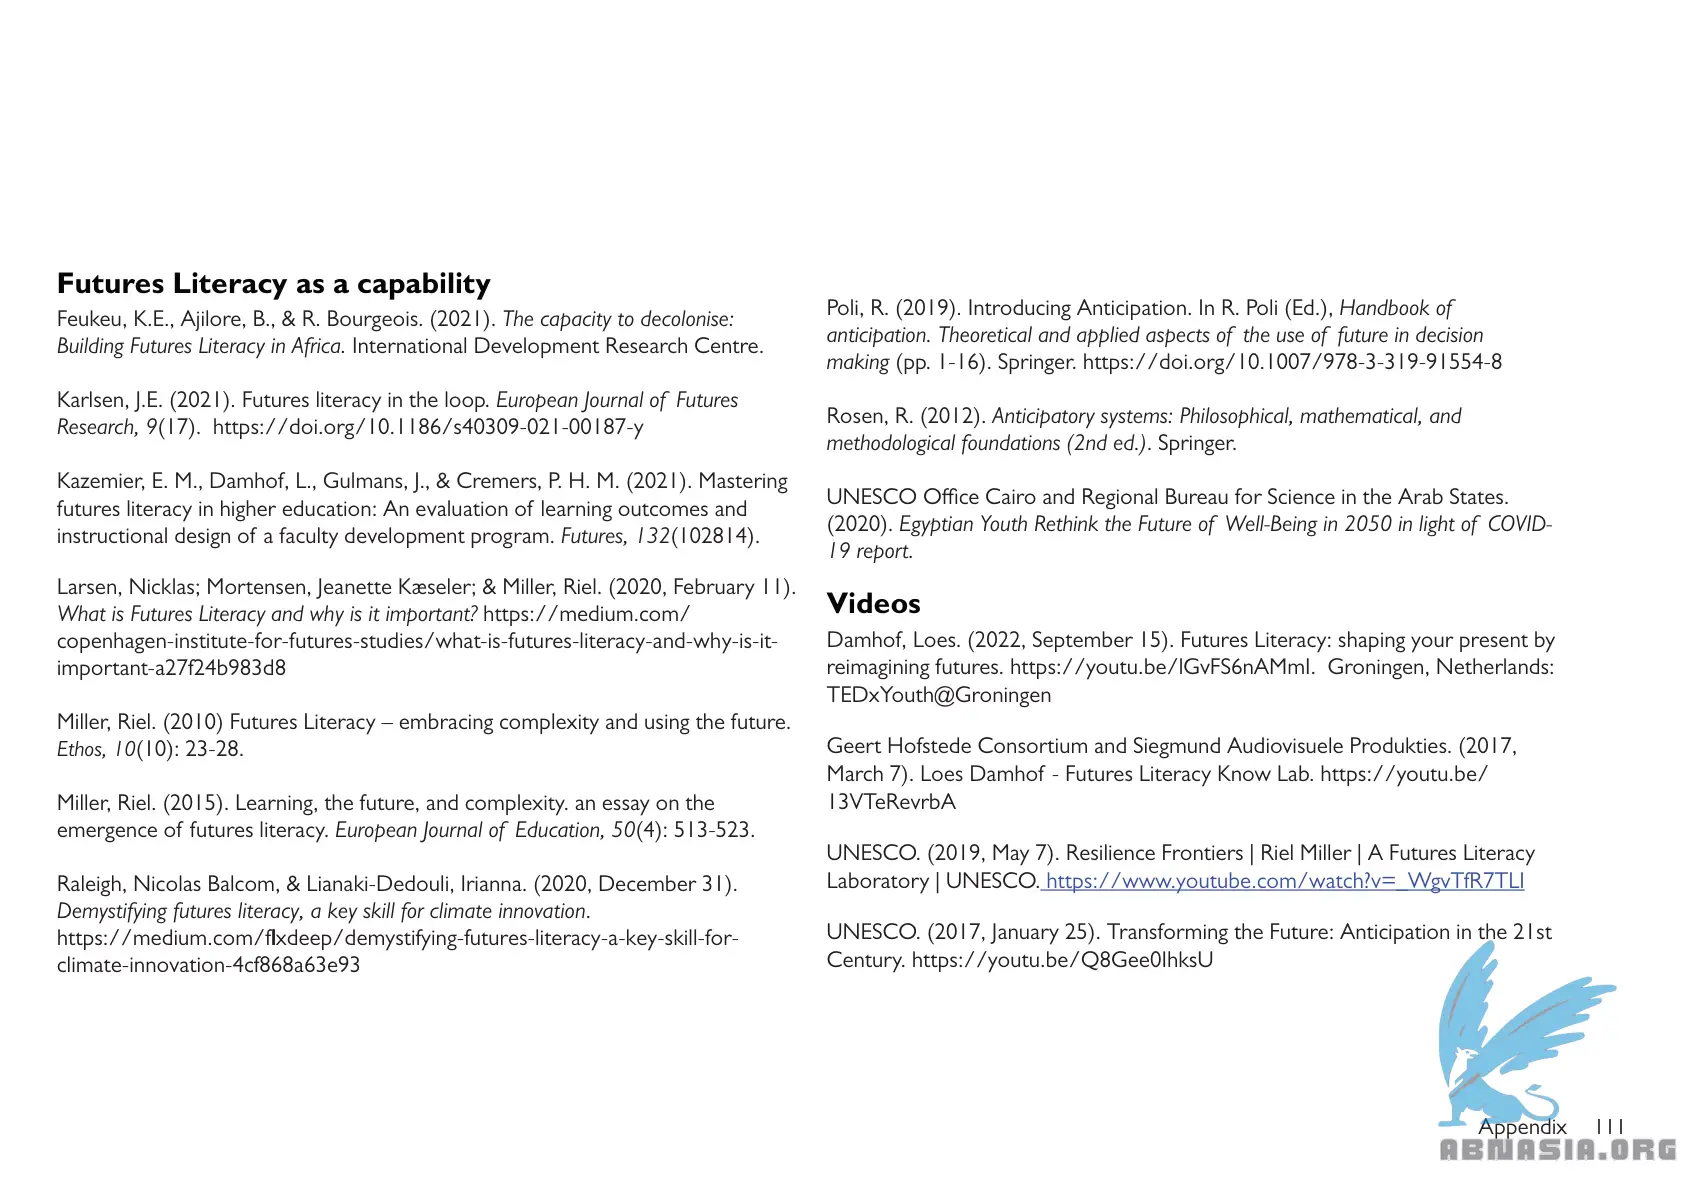 Futures Literacy as a capability
Feukeu, K.E., Ajilore, B., & R. Bourgeois. (2021). The capacity to decolonise:
Building Futures Literacy in Africa. International Development Research Centre.
Karlsen, J.E. (2021). Futures literacy in the loop. European Journal of Futures
Research, 9(17). https://doi.org/10.1186/s40309-021-00187-y
Kazemier, E. M., Damhof, L., Gulmans, J., & Cremers, P. H. M. (2021). Mastering
futures literacy in higher education: An evaluation of learning outcomes and
instructional design of a faculty development program. Futures, 132(102814).
Larsen, Nicklas; Mortensen, Jeanette Kæseler; & Miller, Riel. (2020, February 11).
What is Futures Literacy and why is it important? https://medium.com/
copenhagen-institute-for-futures-studies/what-is-futures-literacy-and-why-is-it-
important-a27f24b983d8
Miller, Riel. (2010) Futures Literacy – embracing complexity and using the future.
Ethos, 10(10): 23-28.
Miller, Riel. (2015). Learning, the future, and complexity. an essay on the
emergence of futures literacy. European Journal of Education, 50(4): 513-523.
Raleigh, Nicolas Balcom, & Lianaki-Dedouli, Irianna. (2020, December 31).
Demystifying futures literacy, a key skill for climate innovation.
https://medium.com/flxdeep/demystifying-futures-literacy-a-key-skill-for-
climate-innovation-4cf868a63e93
Poli, R. (2019). Introducing Anticipation. In R. Poli (Ed.), Handbook of
anticipation. Theoretical and applied aspects of the use of future in decision
making (pp. 1-16). Springer. https://doi.org/10.1007/978-3-319-91554-8
Rosen, R. (2012). Anticipatory systems: Philosophical, mathematical, and
methodological foundations (2nd ed.). Springer.
UNESCO Office Cairo and Regional Bureau for Science in the Arab States.
(2020). Egyptian Youth Rethink the Future of Well-Being in 2050 in light of COVID-
19 report.
Videos
Damhof, Loes. (2022, September 15). Futures Literacy: shaping your present by
reimagining futures. https://youtu.be/lGvFS6nAMmI. Groningen, Netherlands:
TEDxYouth@Groningen
Geert Hofstede Consortium and Siegmund Audiovisuele Produkties. (2017,
March 7). Loes Damhof - Futures Literacy Know Lab. https://youtu.be/
13VTeRevrbA
UNESCO. (2019, May 7). Resilience Frontiers | Riel Miller | A Futures Literacy
Laboratory | UNESCO. https://www.youtube.com/watch?v=_WgvTfR7TLI
UNESCO. (2017, January 25). Transforming the Future: Anticipation in the 21st
Century. https://youtu.be/Q8Gee0IhksU
Appendix 111
ABNASIA.ORG